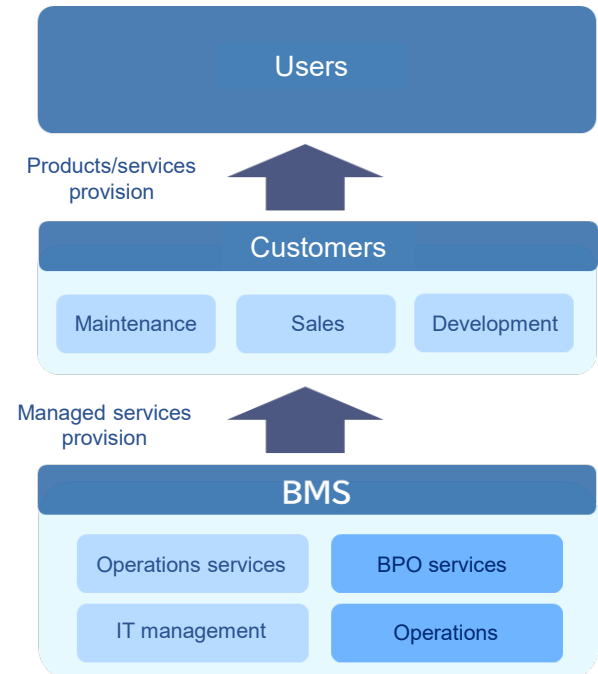 Users
Products/services
provision
Customers
Maintenance
Sales
Development
Managed services
provision
BMS
Operations services
BPO services
IT management
Operations